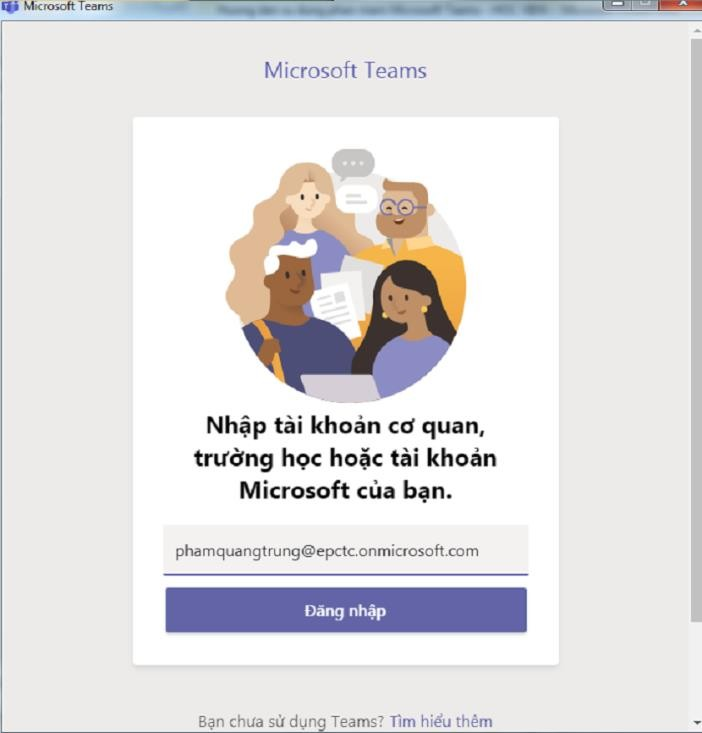 Microsoft Teams
Microsoft Teams
Nhập tài khoản cơ quan,
trường học hoặc tài khoản
Microsoft của bạn.
phamquangtrung@epctc.onmicrosoft.com
Đăng nhập
Bạn chưa sử dụng Teams? Tìm hiểu thêm